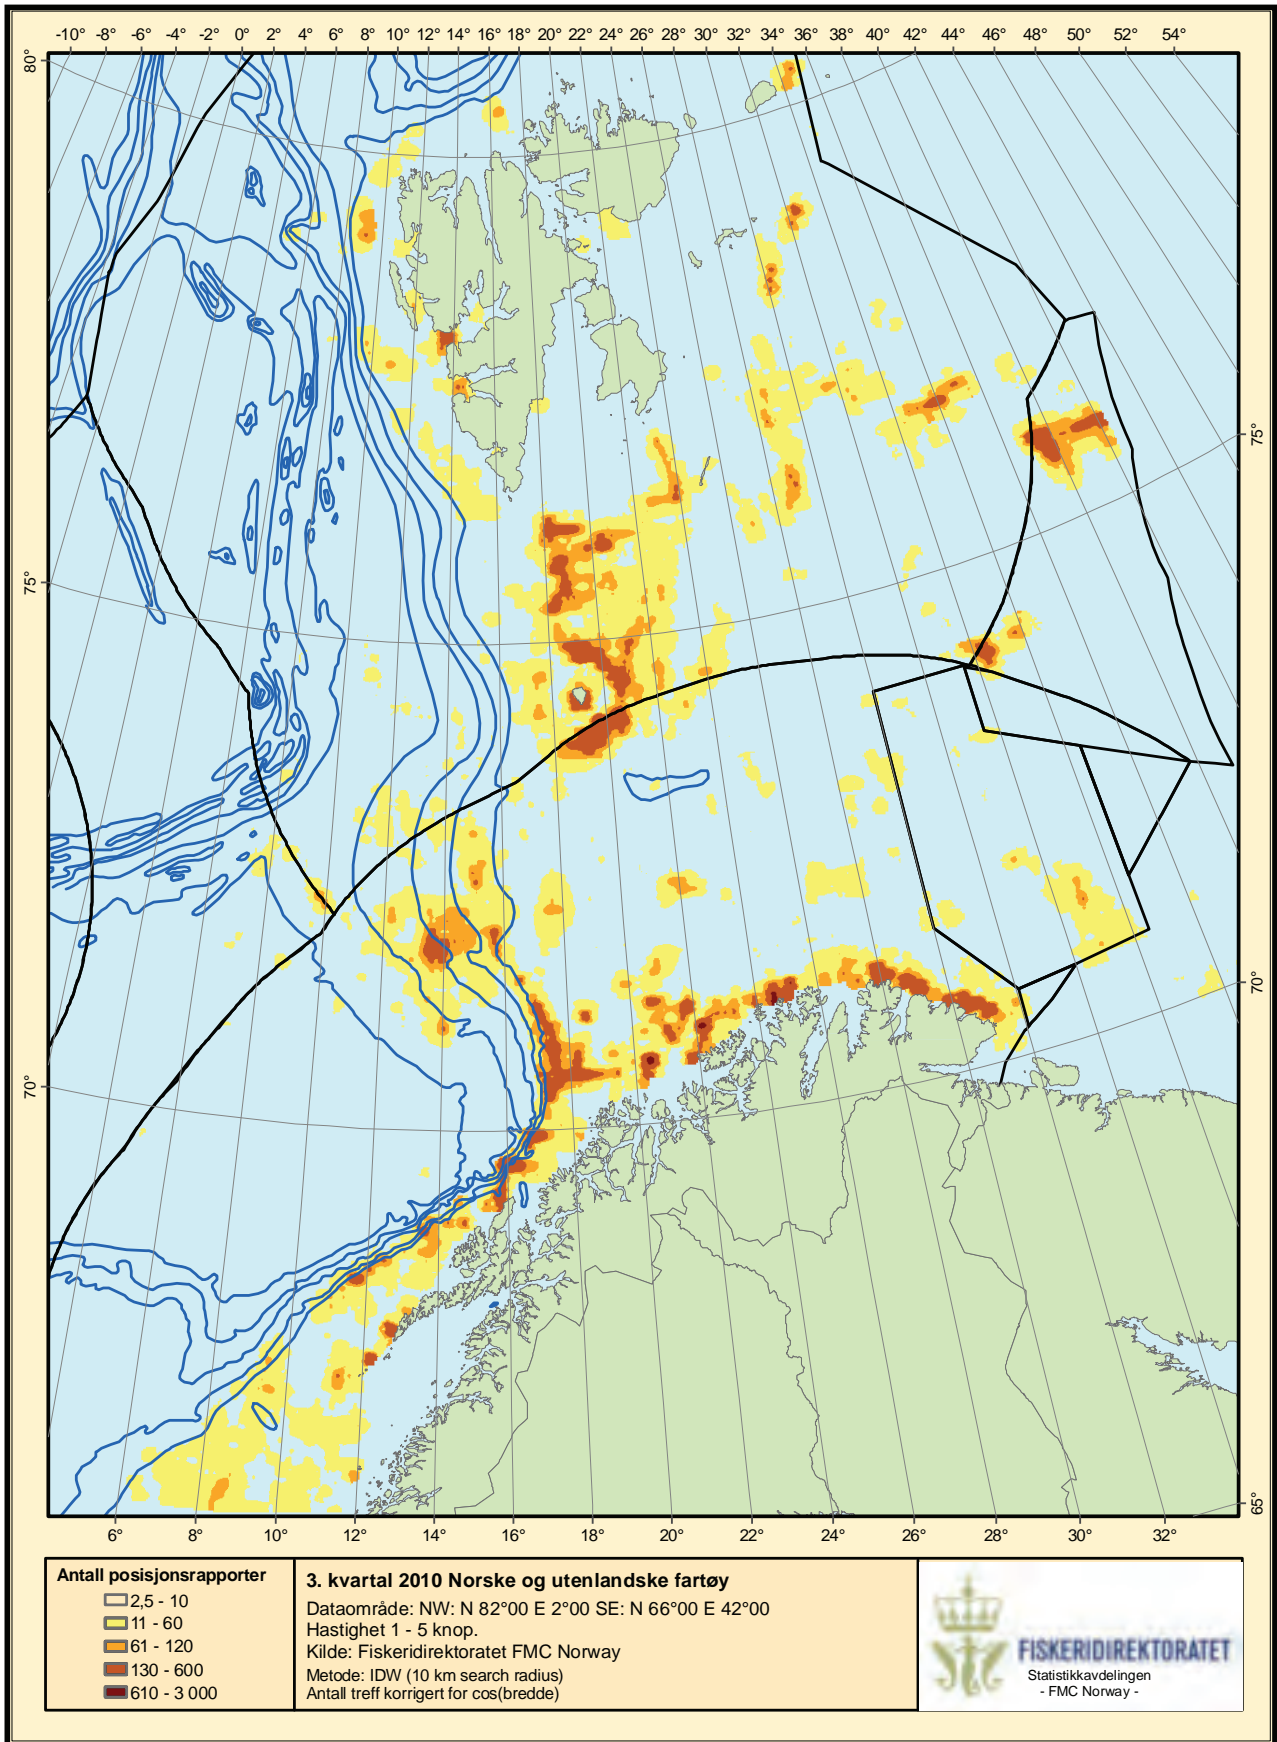 -10° -8° -6° -4° -2° 0° 2° 4° 6° 8° 10° 12° 14° 16° 18° 20° 22° 24° 26° 28° 30° 32° 34° 36° 38° 40° 42° 44° 46° 50° 52° 54°
80°
75°
75°
70°
70°
65°
6° 8° 10° 12° 14° 16° 18° 20° 22° 24° 26° 28° 30° 32°
Antall posisjonsrapporter
2,5 - 10
11 - 60
61 - 120
130 - 600
610 - 3 000
3. kvartal 2010 Norske og utenlandske fartøy
Dataområde: NW: N 82°00 E 2°00 SE: N 66°00 E 42°00
Hastighet 1 - 5 knop.
Kilde: Fiskeridirektoratet FMC Norway
Metode: IDW (10 km search radius)
Antall treff korrigert for cos(bredde)
FISKERIDIREKTORATET
Statistikkavdelingen
- FMC Norway -